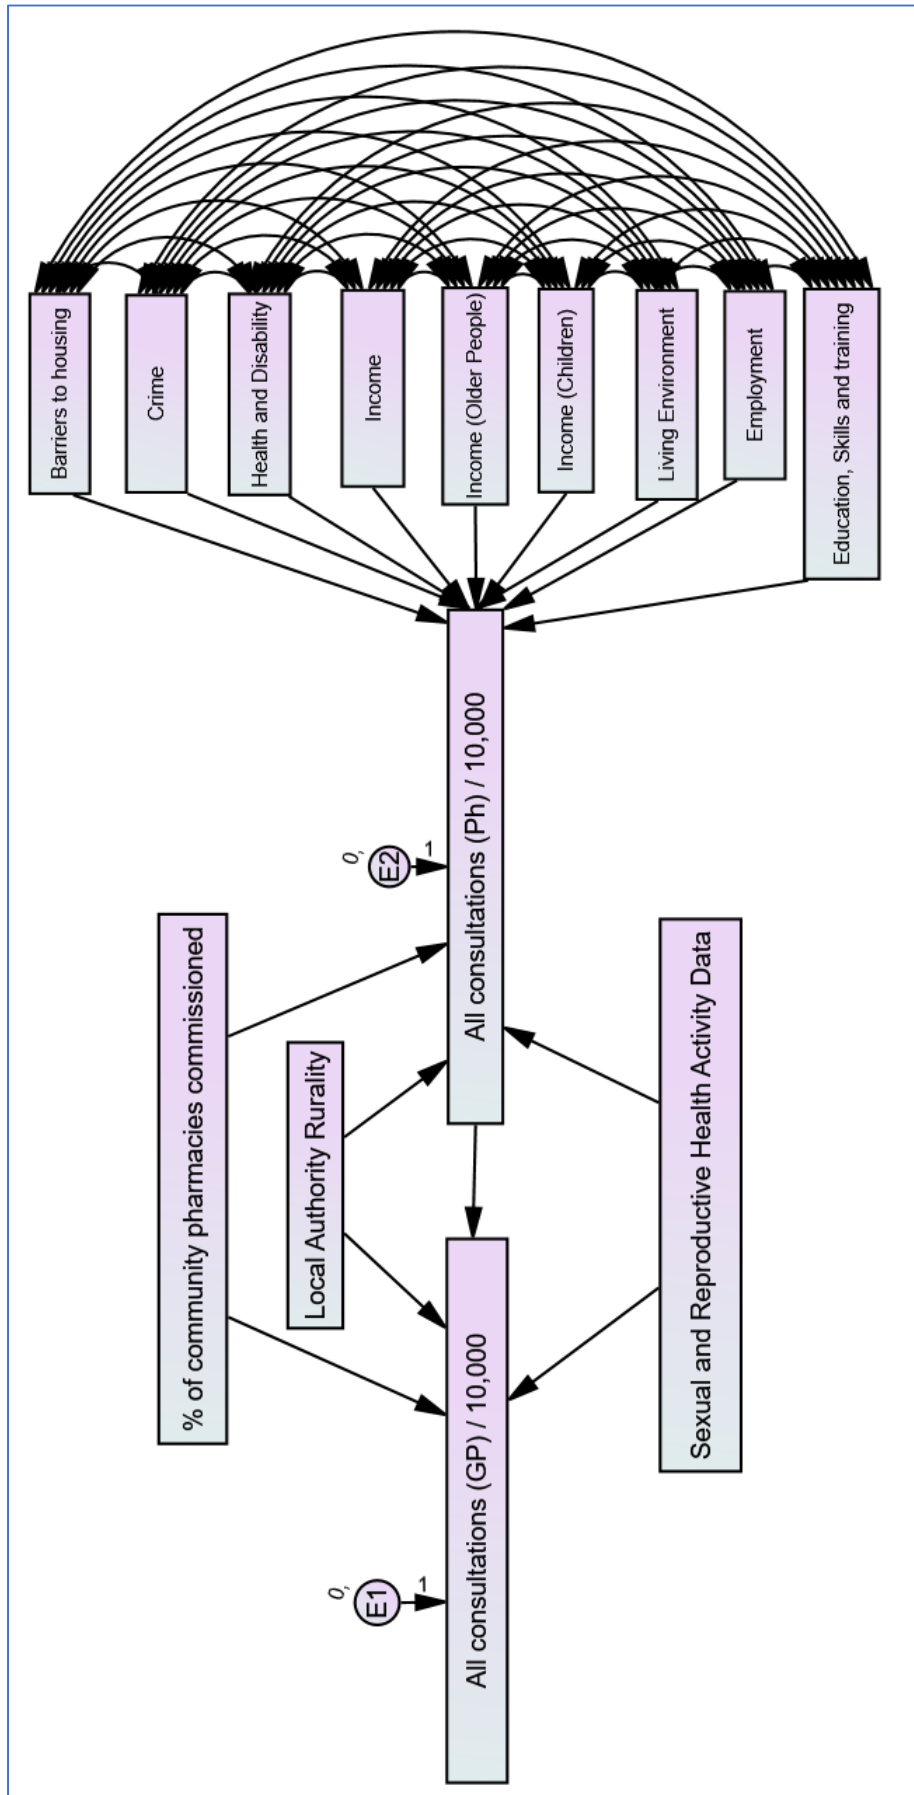 Barriers to housing
Crime
Health and Disability
Income
Income (Older People)
Income (Children)
Living Environment
Employment
Education, Skills and training
All consultations (Ph) / 10,000
0,
E2
1
% of community pharmacies commissioned
Local Authority Rurality
Sexual and Reproductive Health Activity Data
All consultations (GP) / 10,000
0,
E1
1